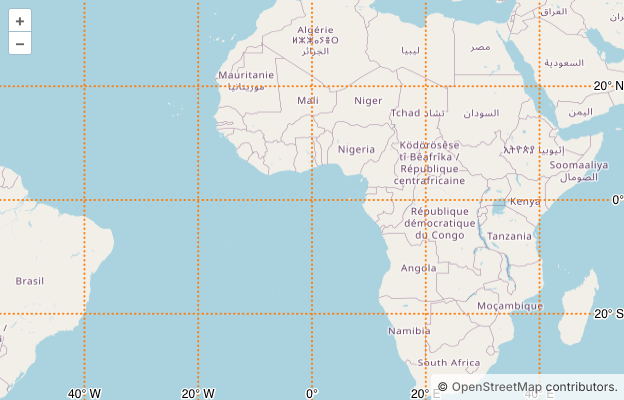 +
–
Algérie
ⵍⵣⵣⴰⵢⴻⵔ
الجزائر
ليبيا
مصر
العراق
السعودية
20° N
Mauritanie
موريتانيا
Mali
Niger
Tchad تشاد
السودان
اليمن
Nigeria
Ködörösêse
tî Bêafrîka /
République
centrafricaine
Soomaaliya
الصومال
Kenya
0°
République
démocratique
du Congo
Tanzania
Brasil
Angola
Moçambique
20° S
Namibia
South Africa
40° W
20° W
0°
20° E
40° E
© OpenStreetMap contributors.